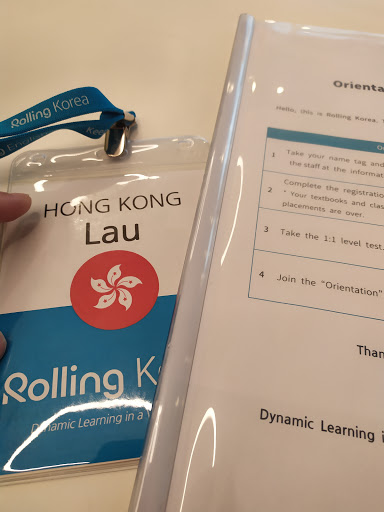 Rolling Korea
HONG KONG
Lau
Rolling K
Dynamic Learning in a
Orienta
Hello, this is Rolling Korea.
1 Take your name tag and
the staff at the informat
2 Complete the registratio
* Your textbooks and clas
placements are over.
3 Take the 1:1 level test.
4 Join the "Orientation"
Than
Dynamic Learning i